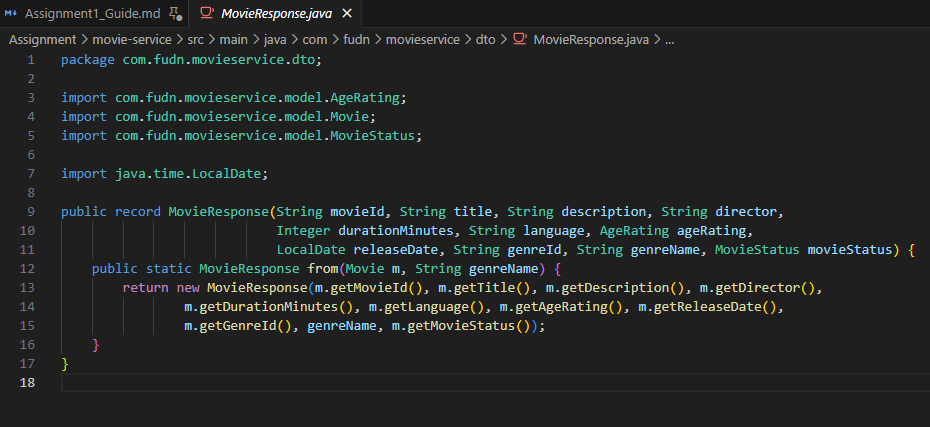 Assignment1_Guide.md
MovieResponse.java
Assignment > movie-service > src > main > java > com > fudn > movieservice > dto > MovieResponse.java > ...
1 package com.fudn.movieservice.dto;
2
3 import com.fudn.movieservice.model.AgeRating;
4 import com.fudn.movieservice.model.Movie;
5 import com.fudn.movieservice.model.MovieStatus;
6
7 import java.time.LocalDate;
8
9 public record MovieResponse(String movieId, String title, String description, String director,
10 Integer durationMinutes, String language, AgeRating ageRating,
11 LocalDate releaseDate, String genreId, String genreName, MovieStatus movieStatus) {
12 public static MovieResponse from(Movie m, String genreName) {
13 return new MovieResponse(m.getMovieId(), m.getTitle(), m.getDescription(), m.getDirector(),
14 m.getDurationMinutes(), m.getLanguage(), m.getAgeRating(), m.getReleaseDate(),
15 m.getGenreId(), genreName, m.getMovieStatus());
16 }
17 }
18